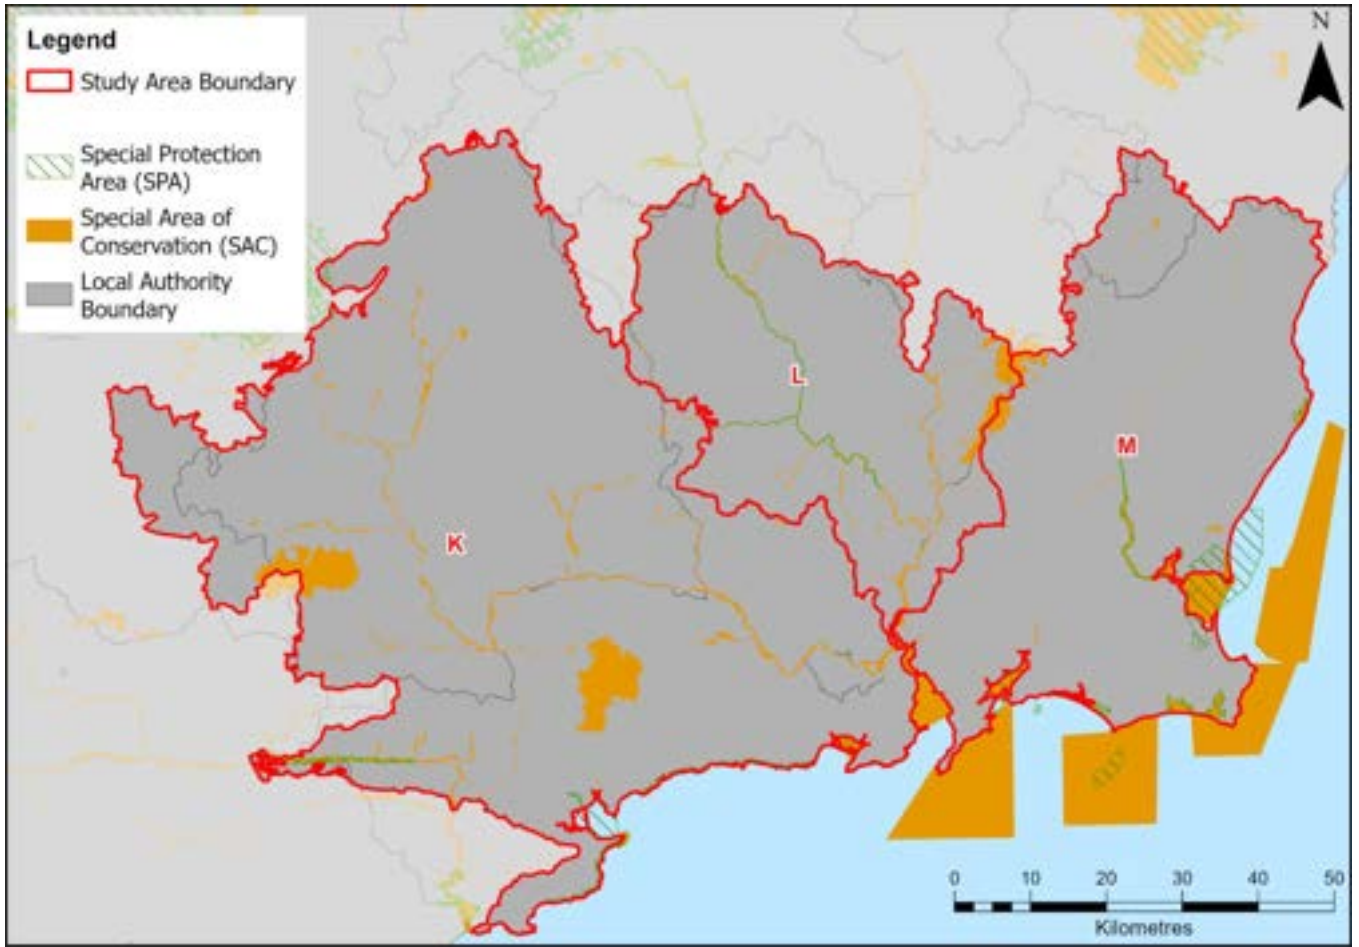 Legend
Study Area Boundary
Special Protection
Area (SPA)
Special Area of
Conservation (SAC)
Local Authority
Boundary
N
K
L
M
0 10 20 30 40 50
Kilometres